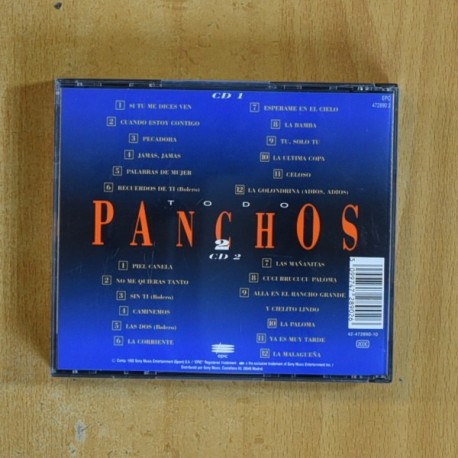 CD 1
1 SI TU ME DICES VEN
2 CUANDO ESTOY CONTIGO
3 PECADORA
4 JAMAS, JAMAS
5 PALABRAS DE MUJER
6 RECUERDOS DE TI (Bolero)
7 ESPERAME EN EL CIELO
8 LA BAMBA
9 TU, SOLO TU
10 LA ULTIMA COPA
11 CELOSO
12 LA GOLONDRINA (ADIOS, ADIOS)
EPC
472890 2
TODO
PANCHOS
2
CD 2
1 PIEL CANELA
2 NO ME QUIERAS TANTO
3 SIN TI (Bolero)
4 CAMINEMOS
5 LAS DOS (Bolero)
6 LA CORRIENTE
7 LAS MAÑANITAS
8 CUCURRUCUCU PALOMA
9 ALLA EN EL RANCHO GRANDE
Y CIELITO LINDO
10 LA PALOMA
11 YA ES MUY TARDE
12 LA MALAGUEÑA
epic